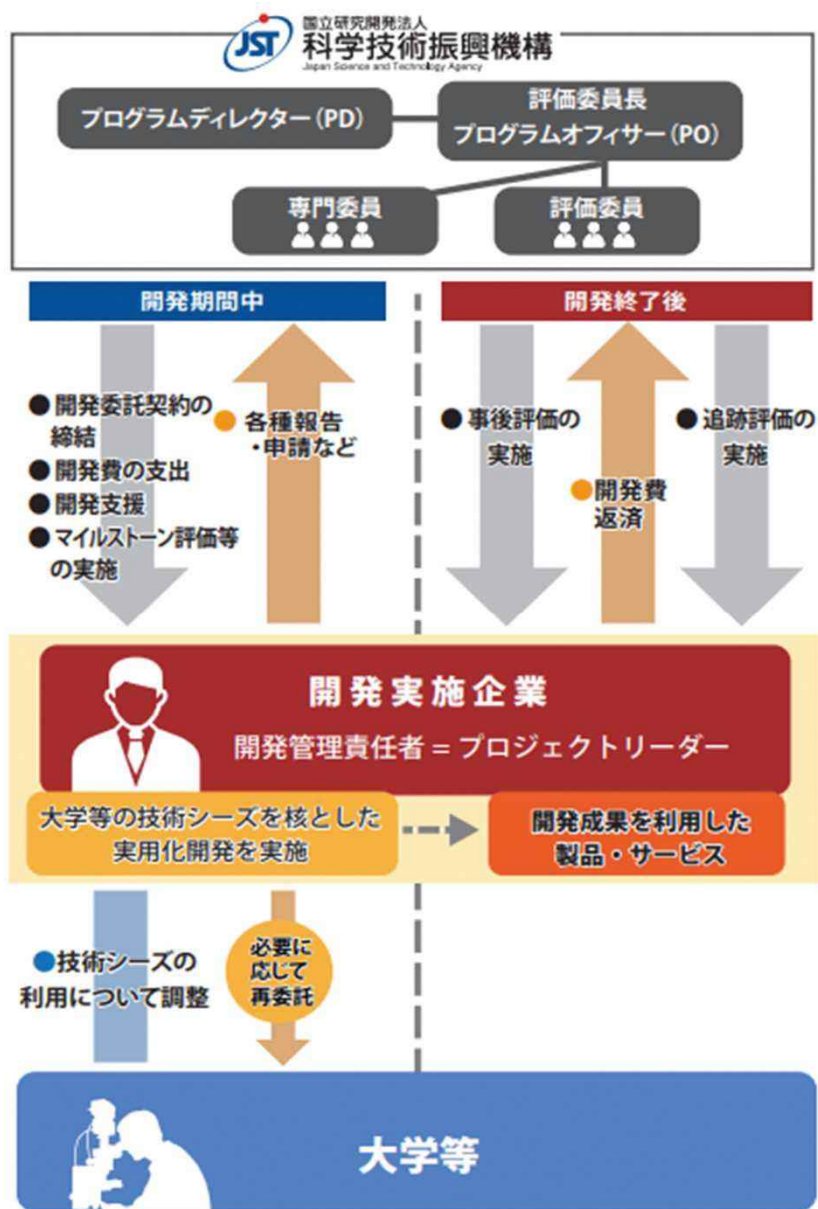 JST
国立研究開発法人
科学技術振興機構
Japan Science and Technology Agency
プログラムディレクター（PD）
評価委員長
プログラムオフィサー（PO）
専門委員
評価委員
開発期間中
開発終了後
● 開発委託契約の
締結
● 開発費の支出
● 開発支援
● マイルストーン評価等
の実施
● 各種報告
・申請など
● 事後評価の
実施
● 開発費
返済
● 追跡評価の
実施
開発実施企業
開発管理責任者 = プロジェクトリーダー
大学等の技術シーズを核とした
実用化開発を実施
開発成果を利用した
製品・サービス
● 技術シーズの
利用について調整
必要に
応じて
再委託
大学等